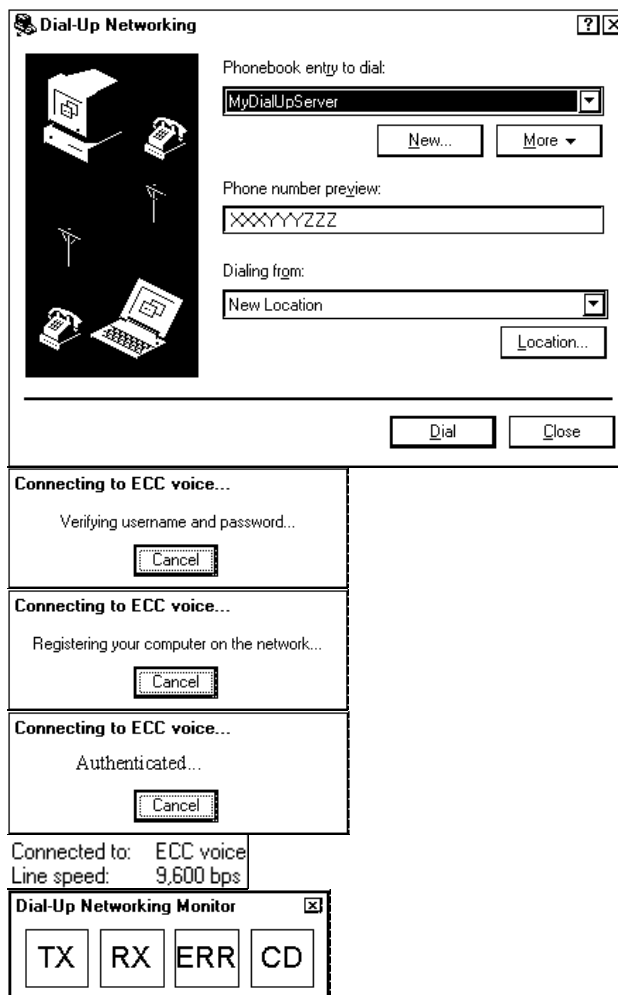 Dial-Up Networking
Phonebook entry to dial:
MyDialUpServer
New... More
Phone number preview:
XXXYYYZZZ
Dialing from:
New Location
Location...
Dial Close
Connecting to ECC voice...
Verifying username and password...
Cancel
Connecting to ECC voice...
Registering your computer on the network...
Cancel
Connecting to ECC voice...
Authenticated...
Cancel
Connected to: ECC voice
Line speed: 9,600 bps
Dial-Up Networking Monitor
TX RX ERR CD